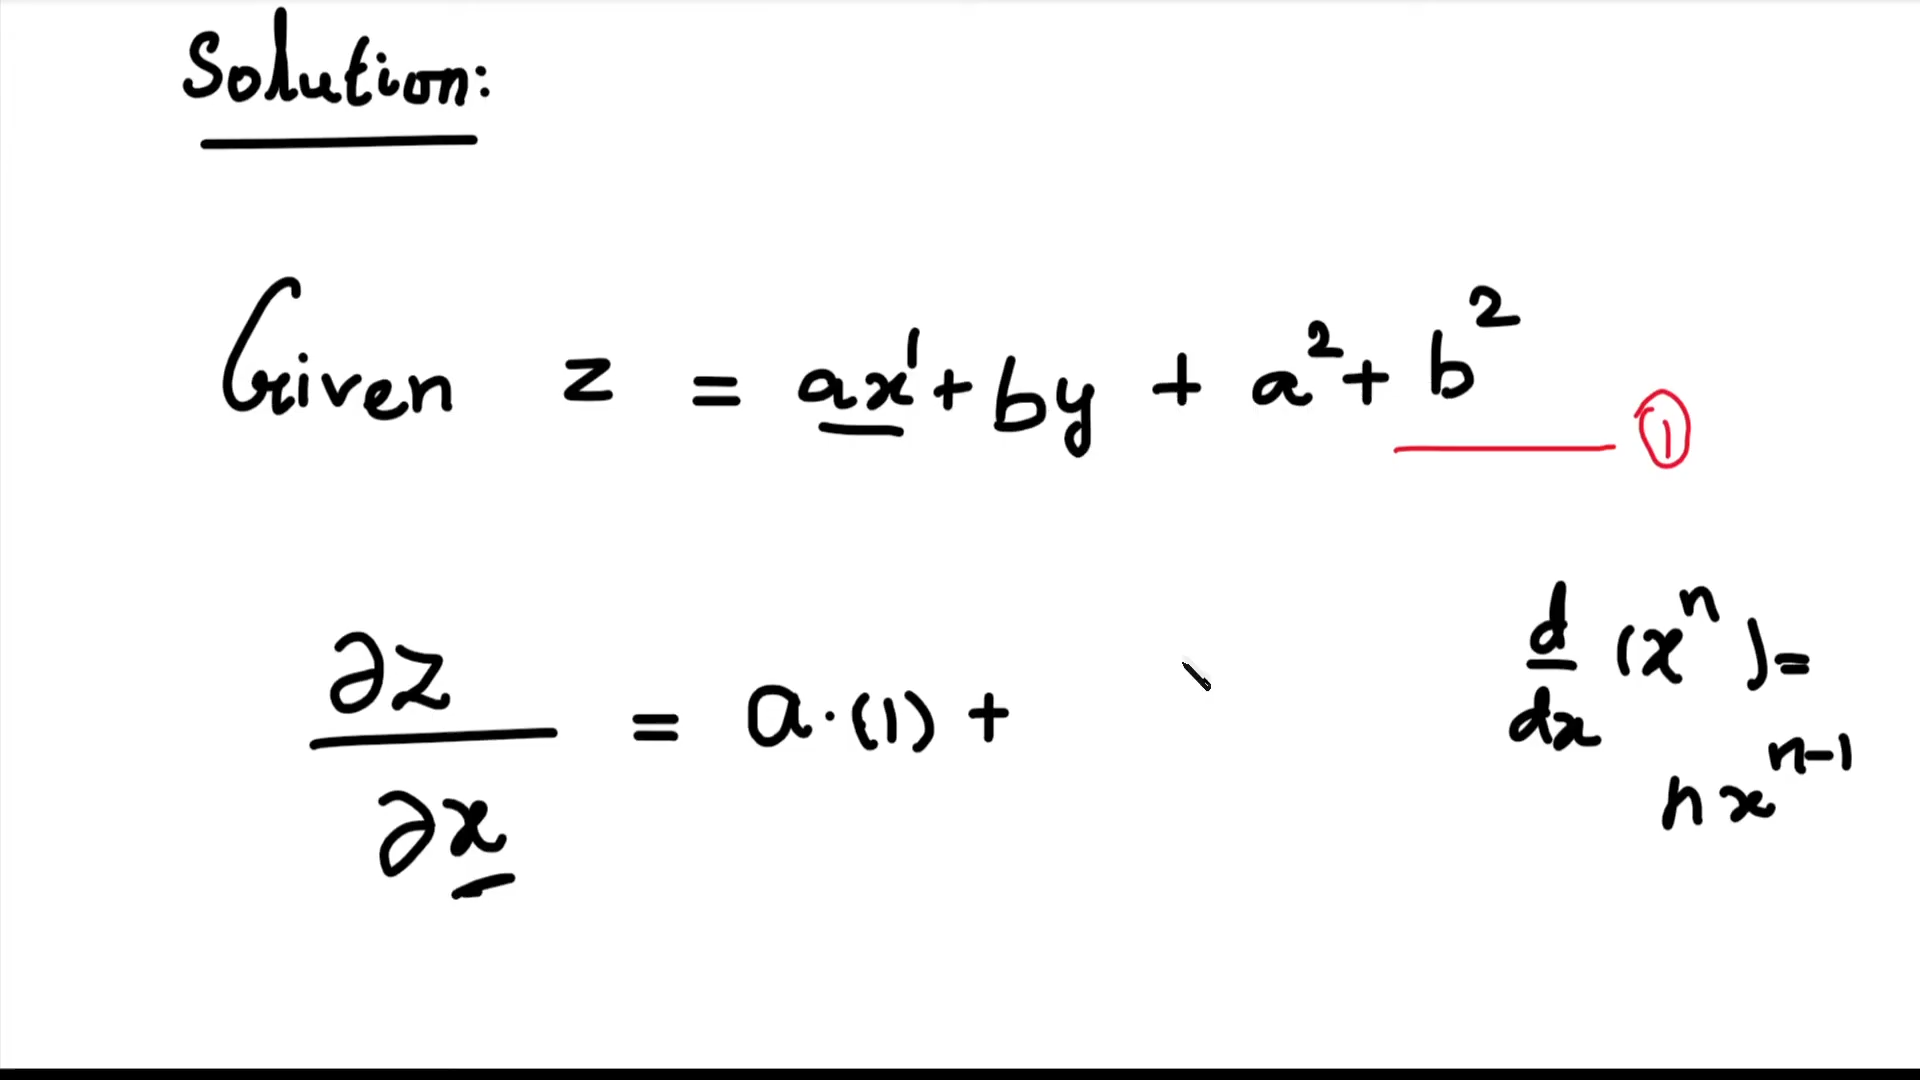 Solution:
Given z = ax¹ + by + a² + b² ——— ①
∂z/∂x = a·(1) +
d/dx (xⁿ) =
nxⁿ⁻¹